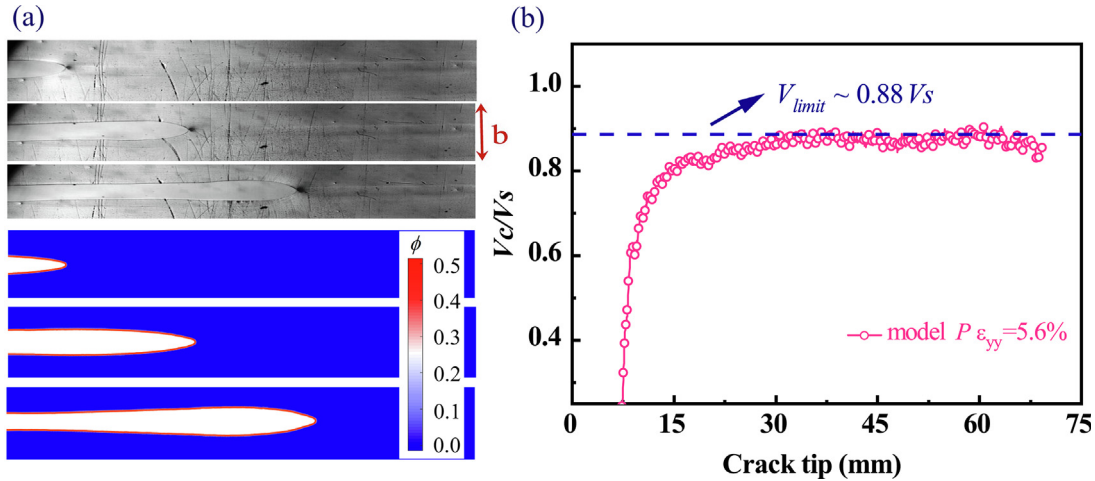 (a)
b
ϕ
0.5
0.4
0.3
0.2
0.1
0.0
(b)
Vc/Vs
1.0
0.8
0.6
0.4
V_limit ~ 0.88 Vs
model P ε_yy=5.6%
0 15 30 45 60 75
Crack tip (mm)